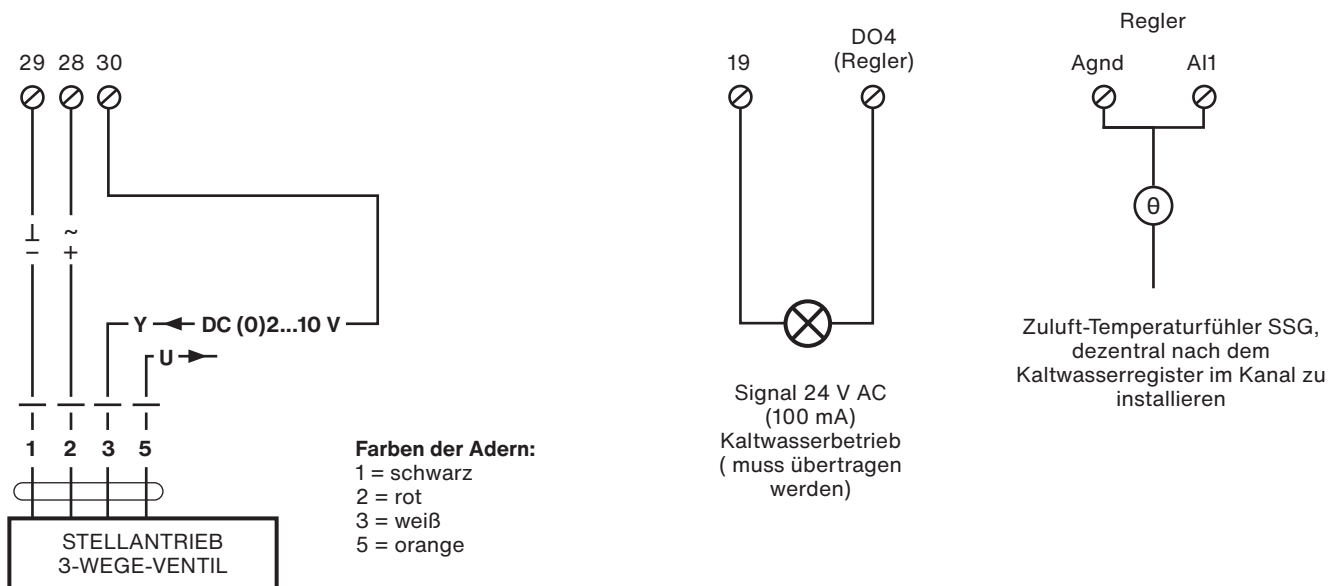 29 28 30
⊥ ~
− +
Y DC (0)2...10 V
U
1 2 3 5
STELLANTRIEB
3-WEGE-VENTIL
Farben der Adern:
1 = schwarz
2 = rot
3 = weiß
5 = orange
19
DO4
(Regler)
Signal 24 V AC
(100 mA)
Kaltwasserbetrieb
( muss übertragen
werden)
Regler
Agnd AI1
θ
Zuluft-Temperaturfühler SSG,
dezentral nach dem
Kaltwasserregister im Kanal zu
installieren